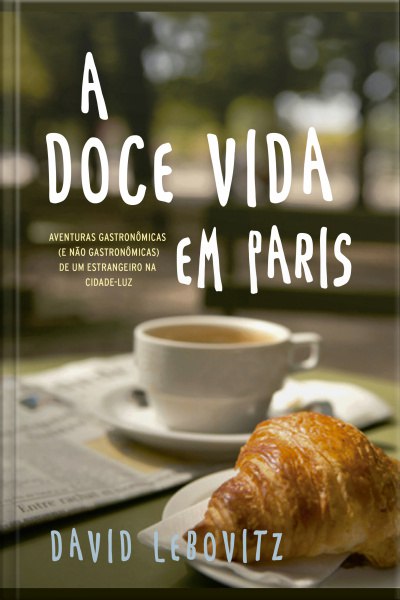 A
DOCE VIDA
EM PARIS
AVENTURAS GASTRONÔMICAS
(E NÃO GASTRONÔMICAS)
DE UM ESTRANGEIRO NA
CIDADE-LUZ
DAVID LEBOVITZ